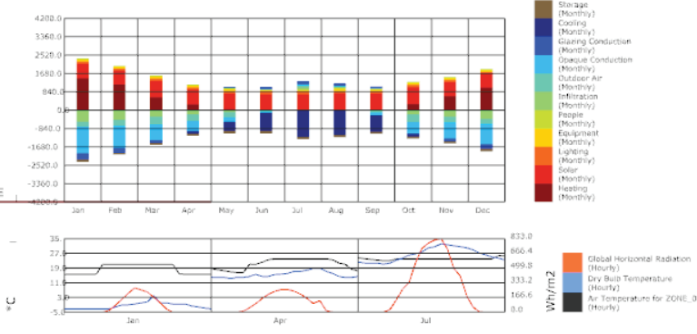 4200.0
3360.0
2520.0
1680.0
840.0
0.0
-840.0
-1680.0
-2520.0
-3360.0
-4200.0
Jan Feb Mar Apr May Jun Jul Aug Sep Oct Nov Dec
Storage
(Monthly)
Cooling
(Monthly)
Glazing Conduction
(Monthly)
Opaque Conduction
(Monthly)
Outdoor Air
(Monthly)
Infiltration
(Monthly)
People
(Monthly)
Equipment
(Monthly)
Lighting
(Monthly)
Solar
(Monthly)
Heating
(Monthly)
°C
35.
27.0
19.0
11.0
3.0
-5.0
Jan Apr Jul
833.0
666.4
499.8
333.2
166.6
0.0
Wh/m2
Global Horizontal Radiation
(Hourly)
Dry Bulb Temperature
(Hourly)
Air Temperature for ZONE_0
(Hourly)